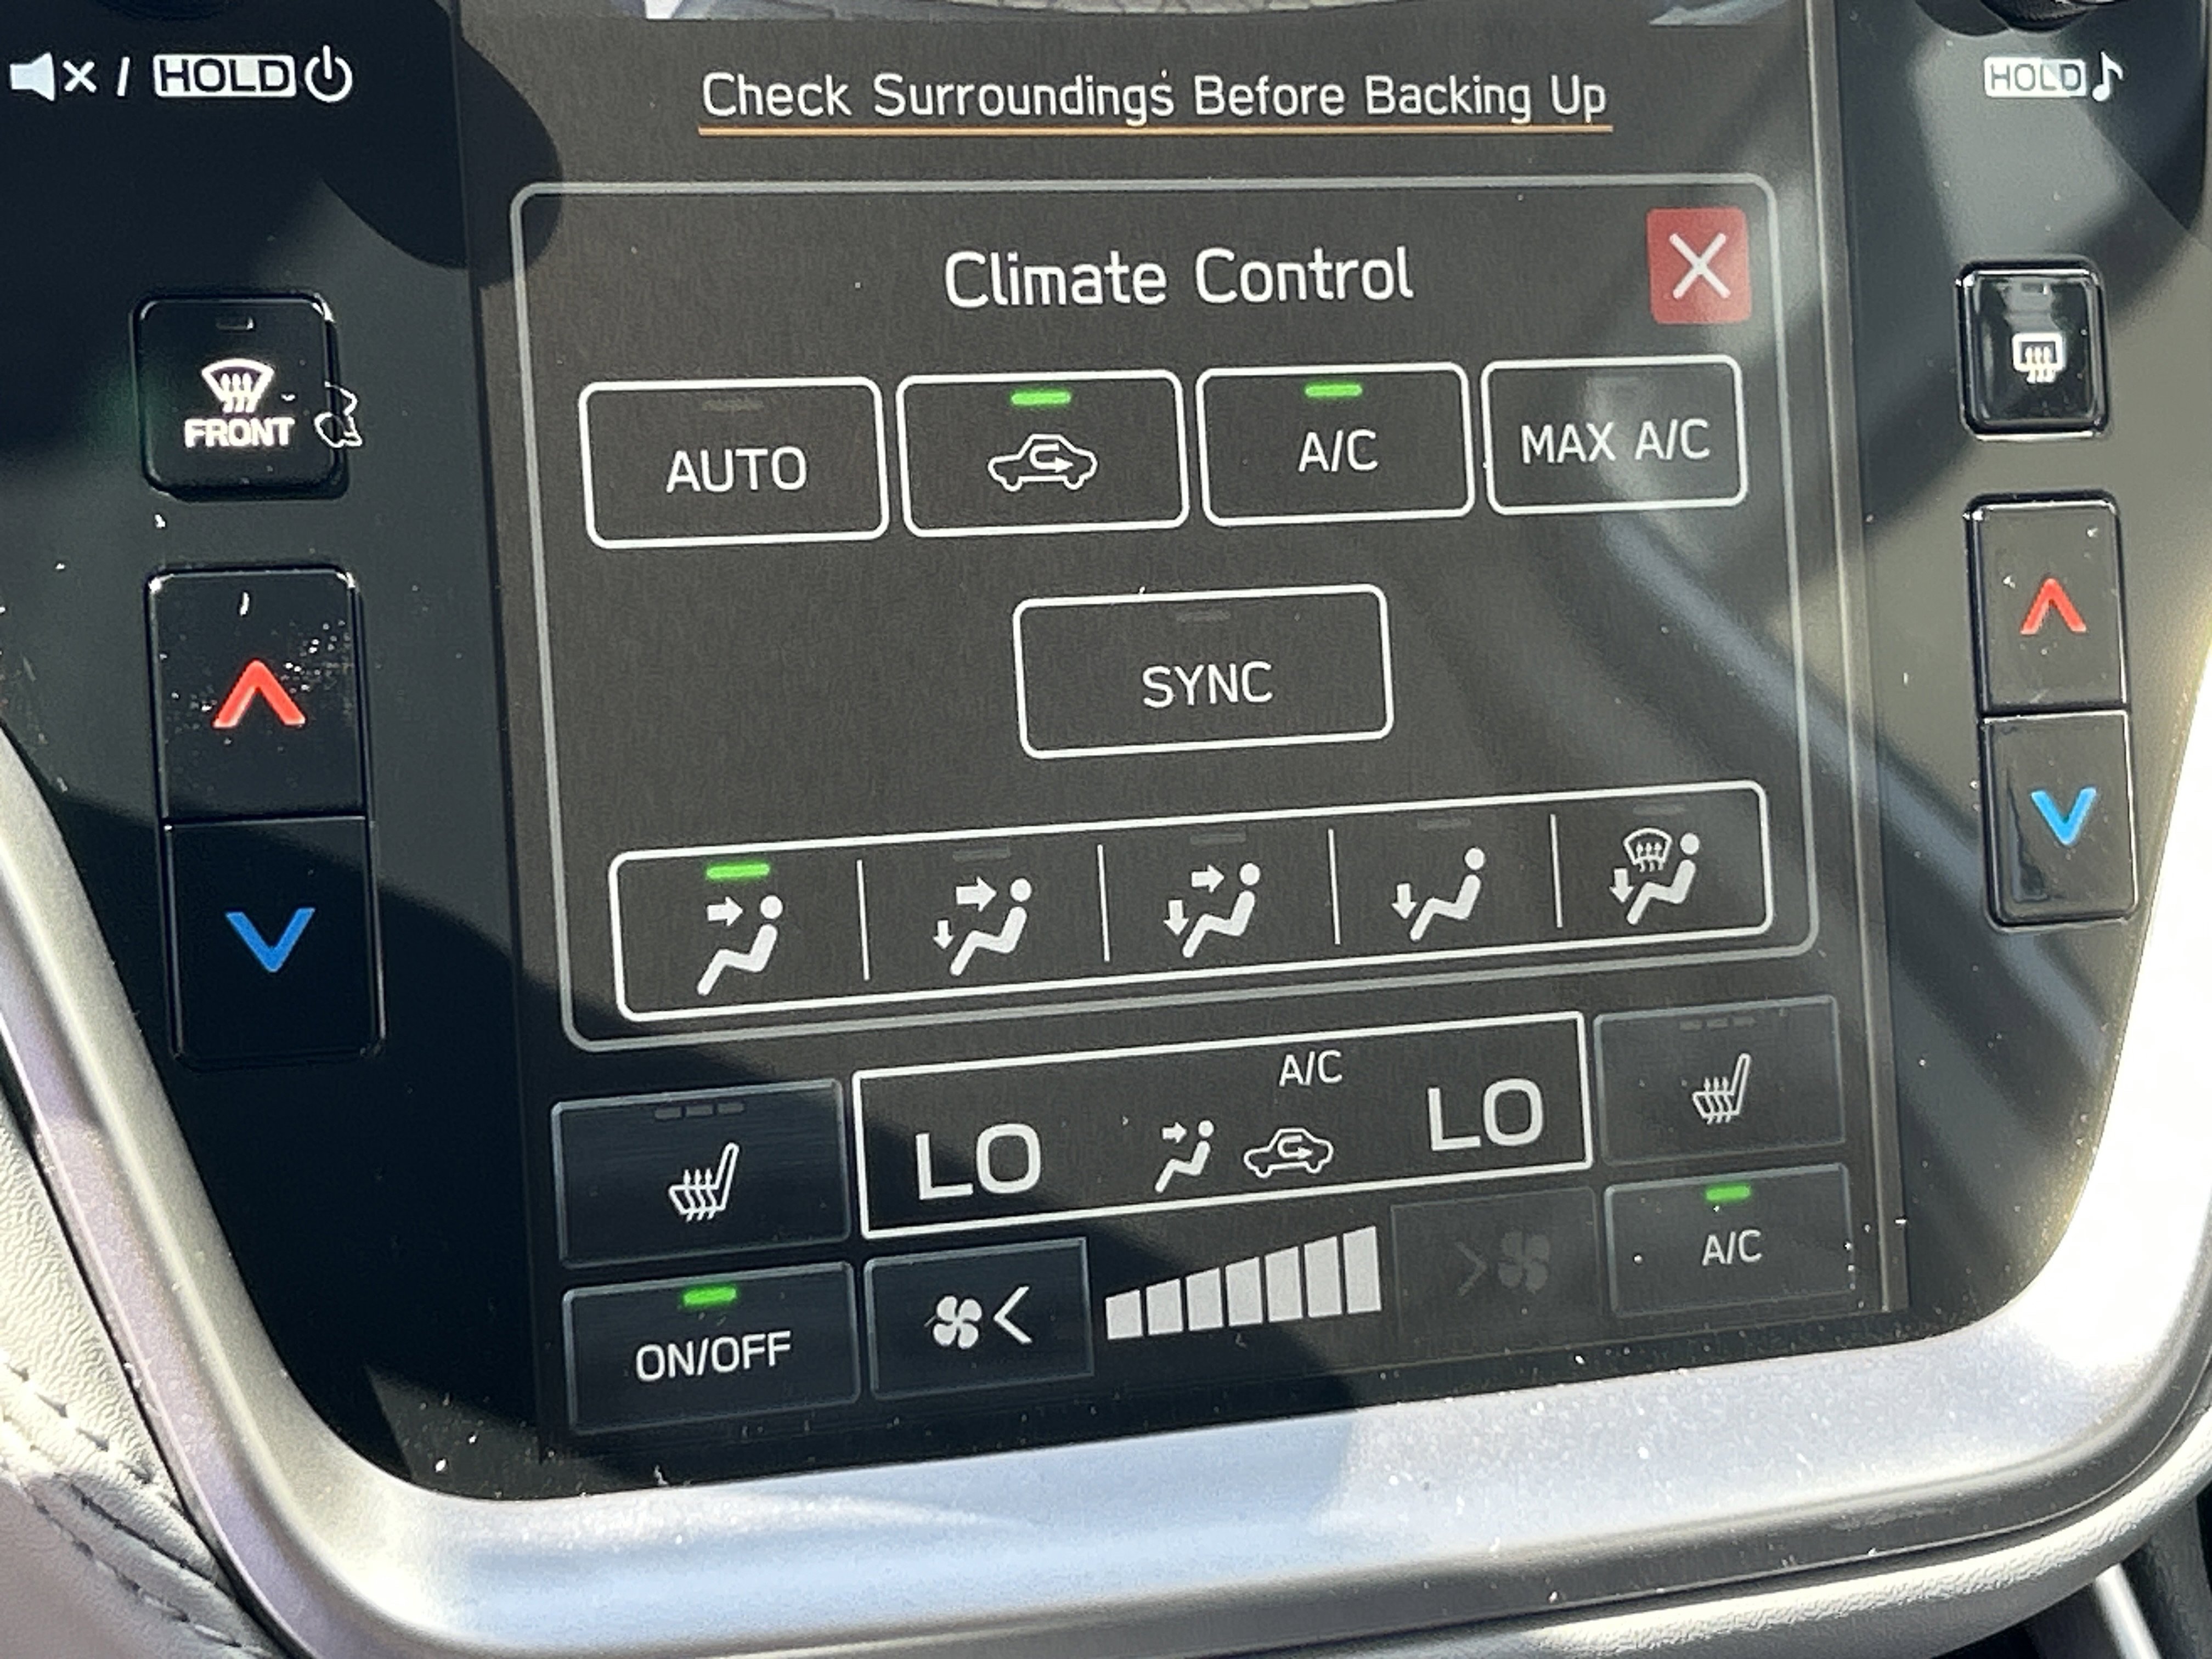 / HOLD
HOLD
Check Surroundings Before Backing Up
Climate Control
FRONT
AUTO
A/C
MAX A/C
SYNC
A/C
LO
LO
A/C
ON/OFF